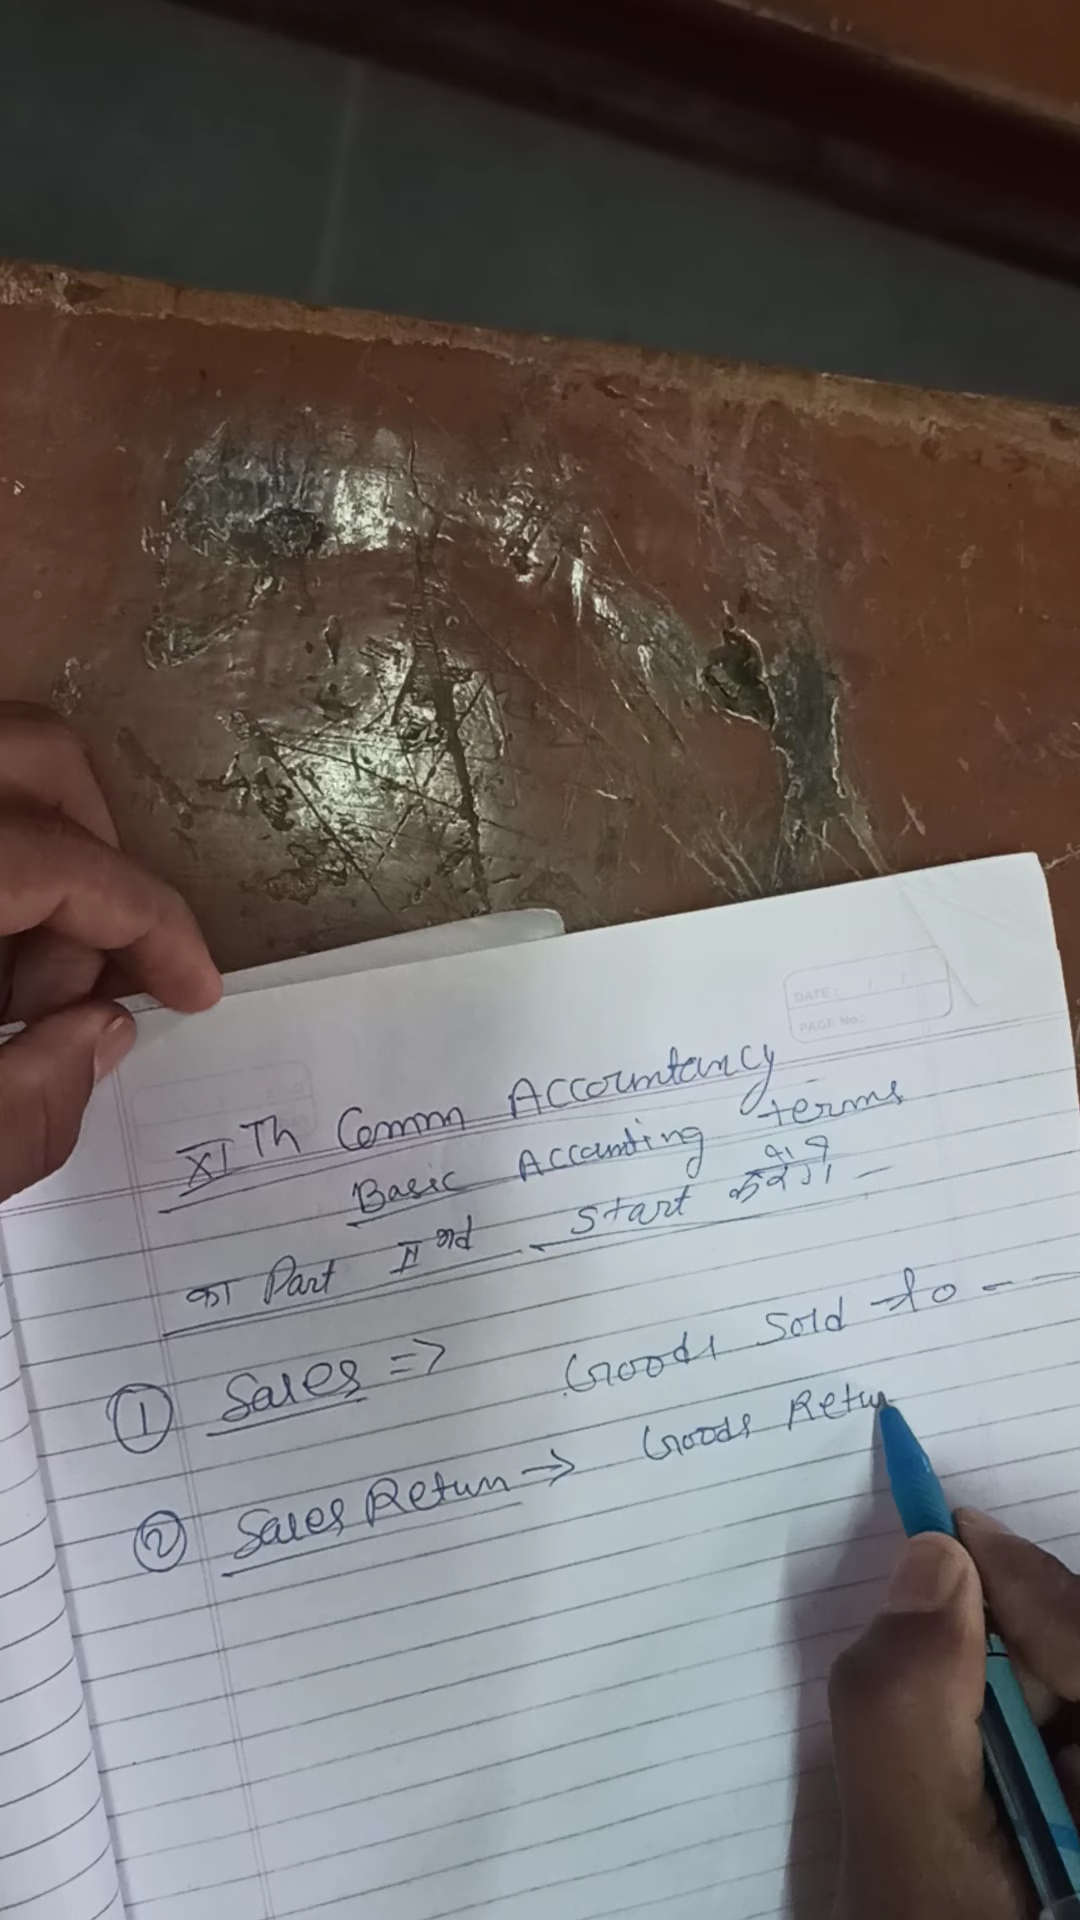 DATE: / /
PAGE No.:
XI Th Comm Accountancy
Basic Accounting terms
का Part II nd start करेंगे -
① Sales => Goods Sold to - -
② Sales Return → Goods Retu